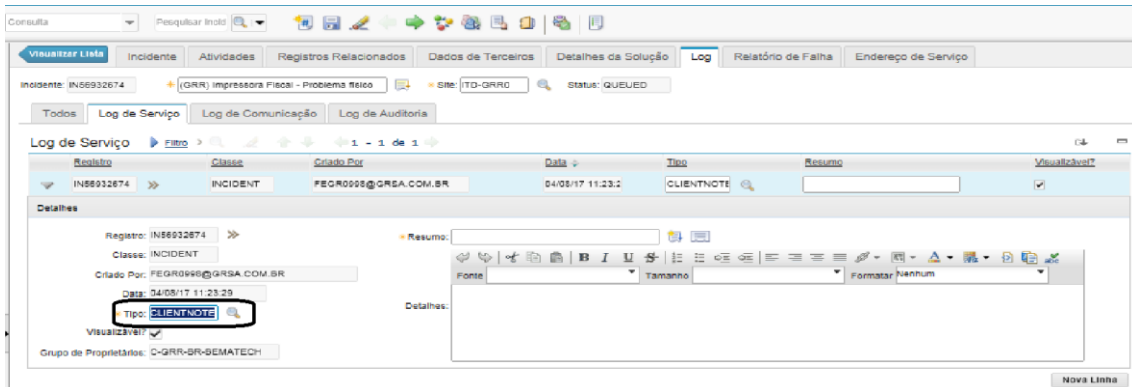 Consulta Pesquisar Incid
Visualizar Lista Incidente Atividades Registros Relacionados Dados de Terceiros Detalhes da Solução Log Relatório de Falha Endereço de Serviço
Incidente: IN56932674 (GRR) Impressora Fiscal - Problema físico Site: ITD-GRR0 Status: QUEUED
Todos Log de Serviço Log de Comunicação Log de Auditoria
Log de Serviço Filtro 1 - 1 de 1
Registro Classe Criado Por Data Tipo Resumo Visualizável?
IN56932674 INCIDENT FEGR0998@GRSA.COM.BR 04/08/17 11:23:2 CLIENTNOTE
Detalhes
Registro: IN56932674 Resumo:
Classe: INCIDENT
Criado Por: FEGR0998@GRSA.COM.BR Fonte Tamanho Formatar Nenhum
Data: 04/08/17 11:23:29
Detalhes:
Tipo: CLIENTNOTE
Visualizável?
Grupo de Proprietários: C-GRR-BR-BEMATECH
Nova Linha